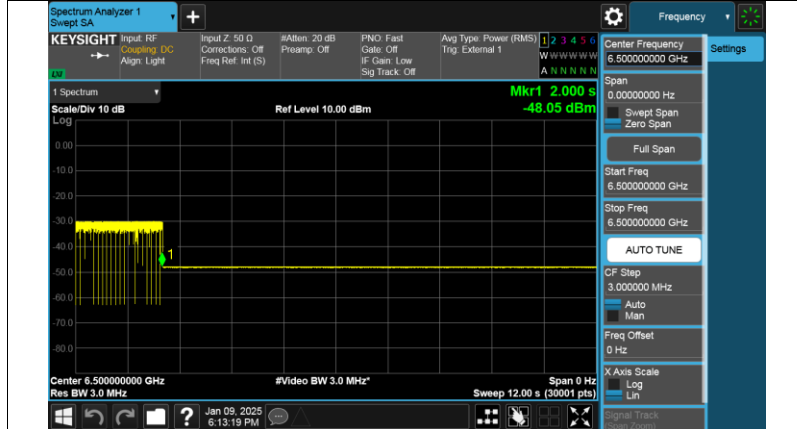 Spectrum Analyzer 1
Swept SA
Frequency
KEYSIGHT
Input: RF
Coupling: DC
Align: Light
Input Z: 50 Ω
Corrections: Off
Freq Ref: Int (S)
#Atten: 20 dB
Preamp: Off
PNO: Fast
Gate: Off
IF Gain: Low
Sig Track: Off
Avg Type: Power (RMS)
Trig: External 1
1 2 3 4 5 6
W W W W W W
A N N N N N
LXI
1 Spectrum
Scale/Div 10 dB
Ref Level 10.00 dBm
Mkr1 2.000 s
-48.05 dBm
Log
0.00
-10.0
-20.0
-30.0
-40.0
-50.0
-60.0
-70.0
-80.0
1
Center 6.500000000 GHz
Res BW 3.0 MHz
#Video BW 3.0 MHz*
Span 0 Hz
Sweep 12.00 s (30001 pts)
Jan 09, 2025
6:13:19 PM
Center Frequency
6.500000000 GHz
Span
0.00000000 Hz
Swept Span
Zero Span
Full Span
Start Freq
6.500000000 GHz
Stop Freq
6.500000000 GHz
AUTO TUNE
CF Step
3.000000 MHz
Auto
Man
Freq Offset
0 Hz
X Axis Scale
Log
Lin
Signal Track
(Span Zoom)
Settings